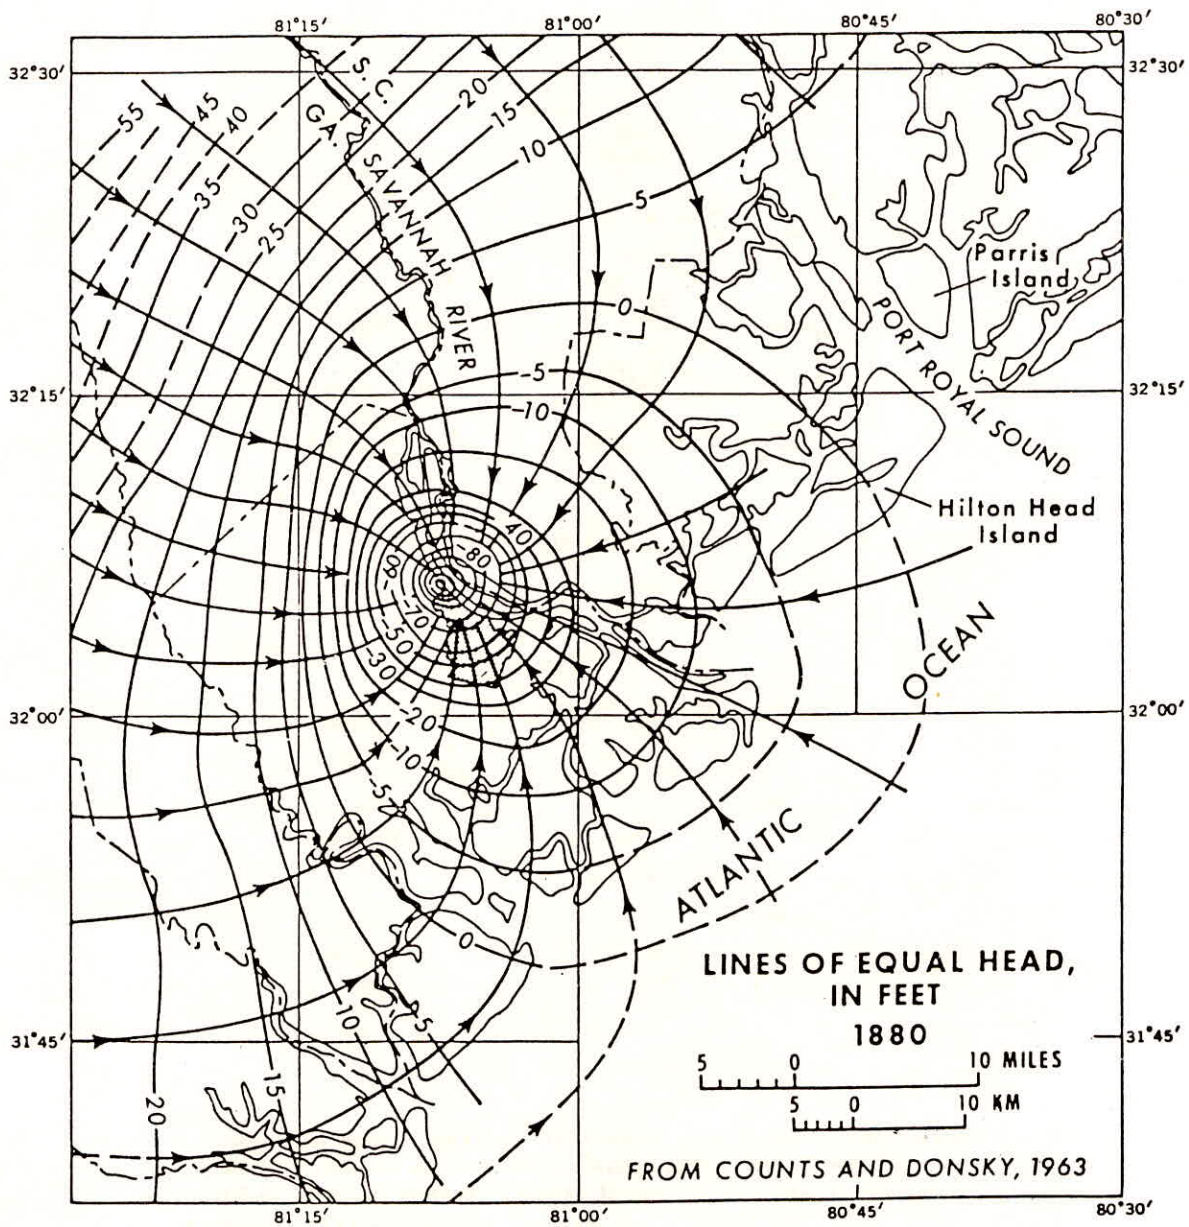 81°15′ 81°00′ 80°45′ 80°30′
32°30′ 32°30′
S.C.
GA.
SAVANNAH
RIVER
55
45
40
35
30
25
20
15
10
5
0
-5
-10
Parris
Island
PORT ROYAL SOUND
32°15′ 32°15′
Hilton Head
Island
40
-80
-70
-50
-30
-20
-10
-5
0
OCEAN
ATLANTIC
32°00′ 32°00′
LINES OF EQUAL HEAD,
IN FEET
1880
5 0 10 MILES
5 0 10 KM
31°45′ 31°45′
10
5
15
20
FROM COUNTS AND DONSKY, 1963
81°15′ 81°00′ 80°45′ 80°30′